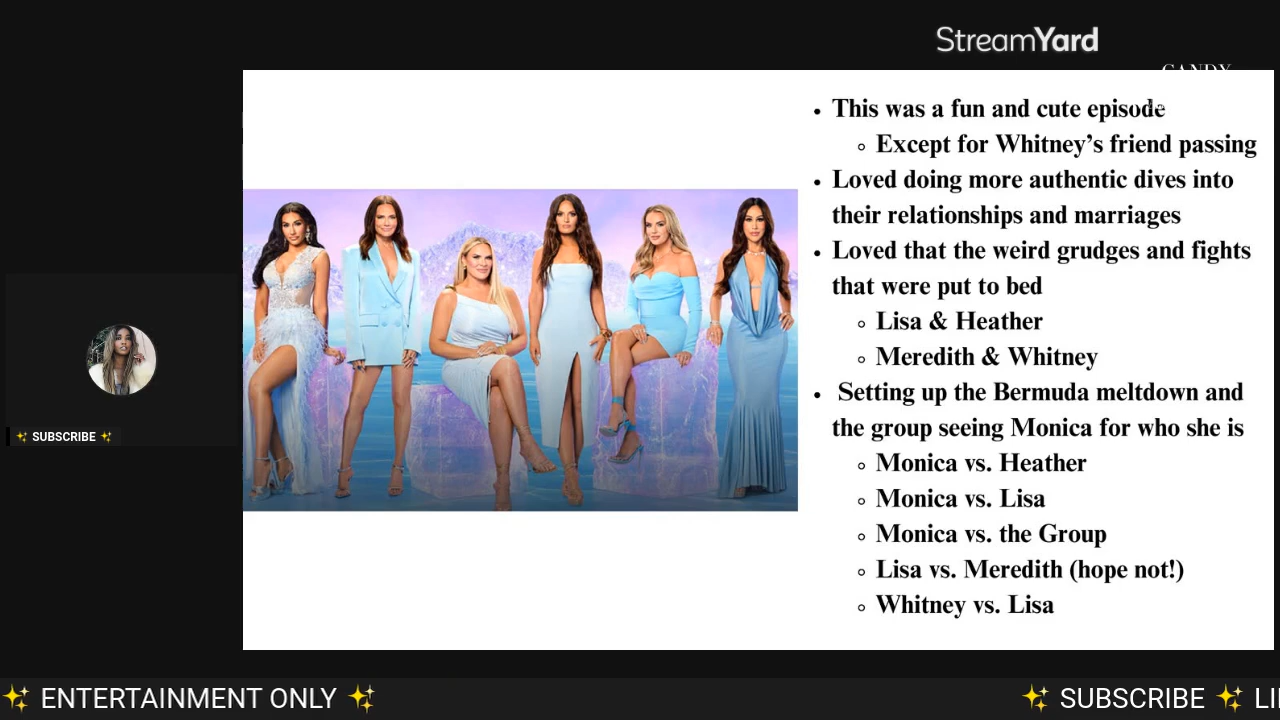 StreamYard
• This was a fun and cute episode
◦ Except for Whitney’s friend passing
• Loved doing more authentic dives into
their relationships and marriages
• Loved that the weird grudges and fights
that were put to bed
◦ Lisa & Heather
◦ Meredith & Whitney
• Setting up the Bermuda meltdown and
the group seeing Monica for who she is
◦ Monica vs. Heather
◦ Monica vs. Lisa
◦ Monica vs. the Group
◦ Lisa vs. Meredith (hope not!)
◦ Whitney vs. Lisa
✨ SUBSCRIBE ✨
✨ ENTERTAINMENT ONLY ✨ ✨ SUBSCRIBE ✨ LI